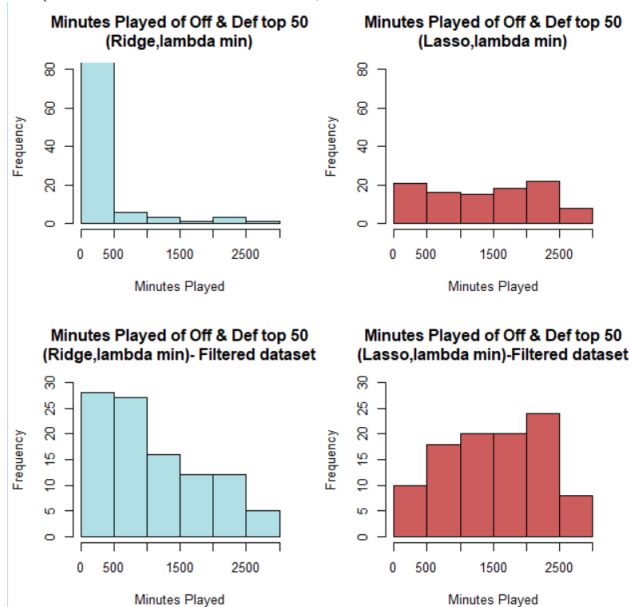 Minutes Played of Off & Def top 50
(Ridge,lambda min)
Frequency
0 20 40 60 80
0 500 1500 2500
Minutes Played
Minutes Played of Off & Def top 50
(Lasso,lambda min)
Frequency
0 20 40 60 80
0 500 1500 2500
Minutes Played
Minutes Played of Off & Def top 50
(Ridge,lambda min)- Filtered dataset
Frequency
0 5 10 15 20 25 30
0 500 1500 2500
Minutes Played
Minutes Played of Off & Def top 50
(Lasso,lambda min)-Filtered dataset
Frequency
0 5 10 15 20 25 30
0 500 1500 2500
Minutes Played